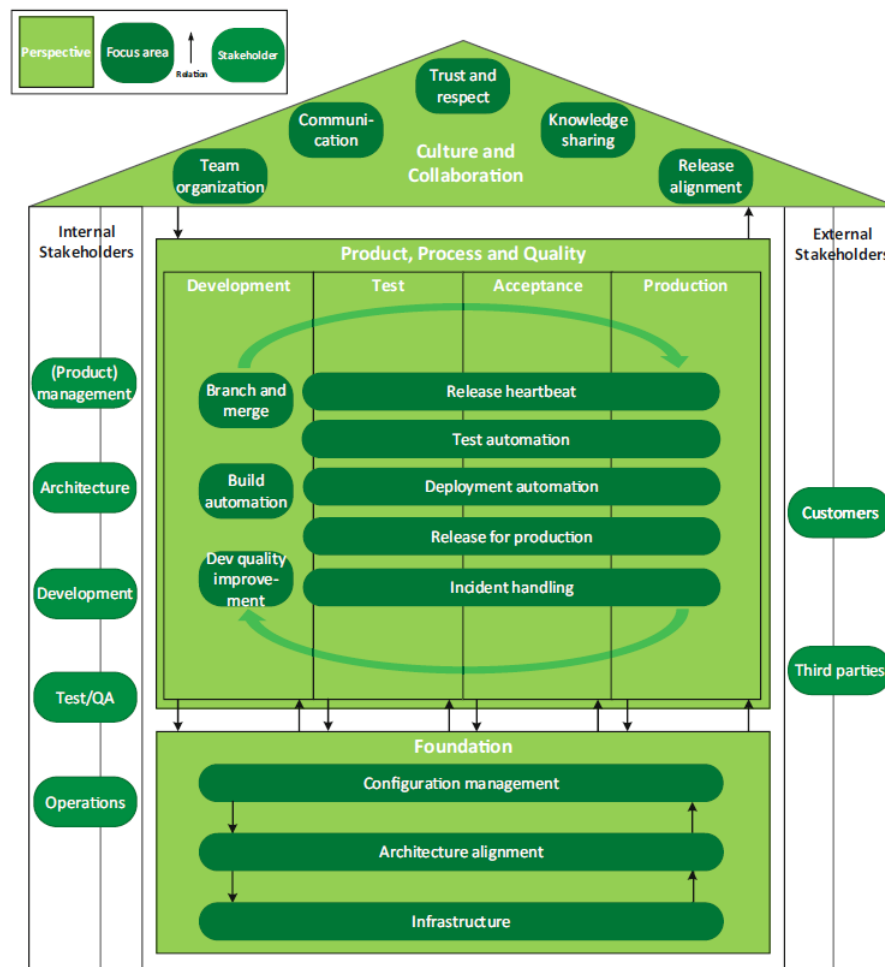 Perspective
Focus area
Relation
Stakeholder
Trust and
respect
Communi-
cation
Knowledge
sharing
Culture and
Collaboration
Team
organization
Release
alignment
Internal
Stakeholders
External
Stakeholders
Product, Process and Quality
Development
Test
Acceptance
Production
(Product)
management
Architecture
Development
Test/QA
Operations
Branch and
merge
Build
automation
Dev quality
improve-
ment
Release heartbeat
Test automation
Deployment automation
Release for production
Incident handling
Customers
Third parties
Foundation
Configuration management
Architecture alignment
Infrastructure